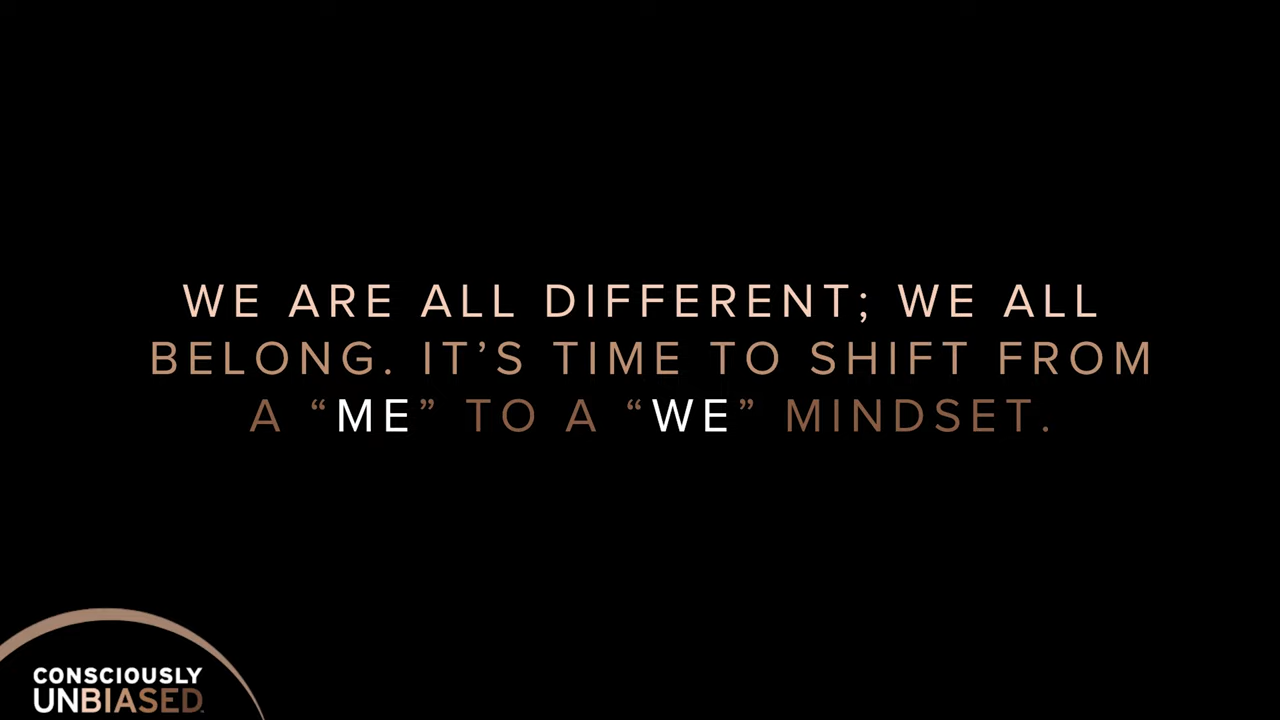 WE ARE ALL DIFFERENT; WE ALL
BELONG. IT’S TIME TO SHIFT FROM
A “ME” TO A “WE” MINDSET.
CONSCIOUSLY
UNBIASED